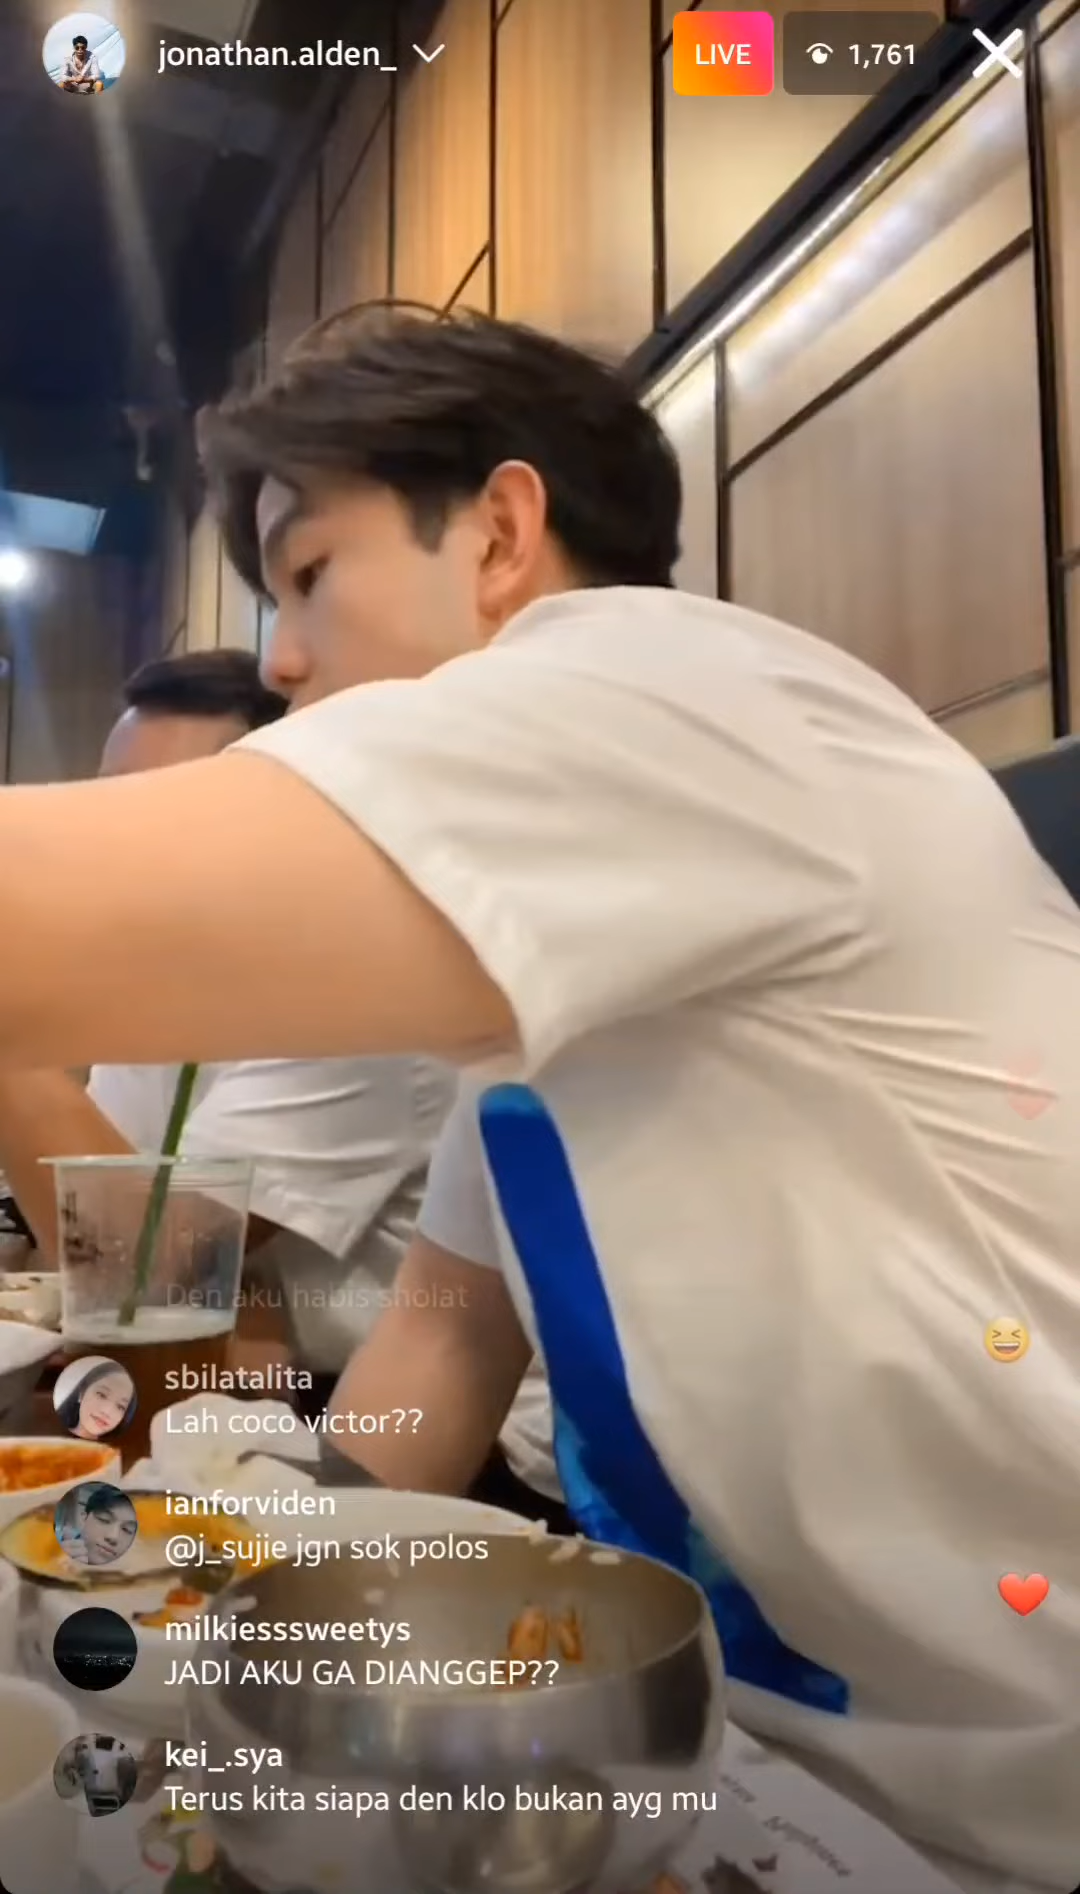 jonathan.alden_
LIVE
1,761
Den aku habis sholat
sbilatalita
Lah coco victor??
ianforviden
@j_sujie jgn sok polos
milkiesssweetys
JADI AKU GA DIANGGEP??
kei_.sya
Terus kita siapa den klo bukan ayg mu